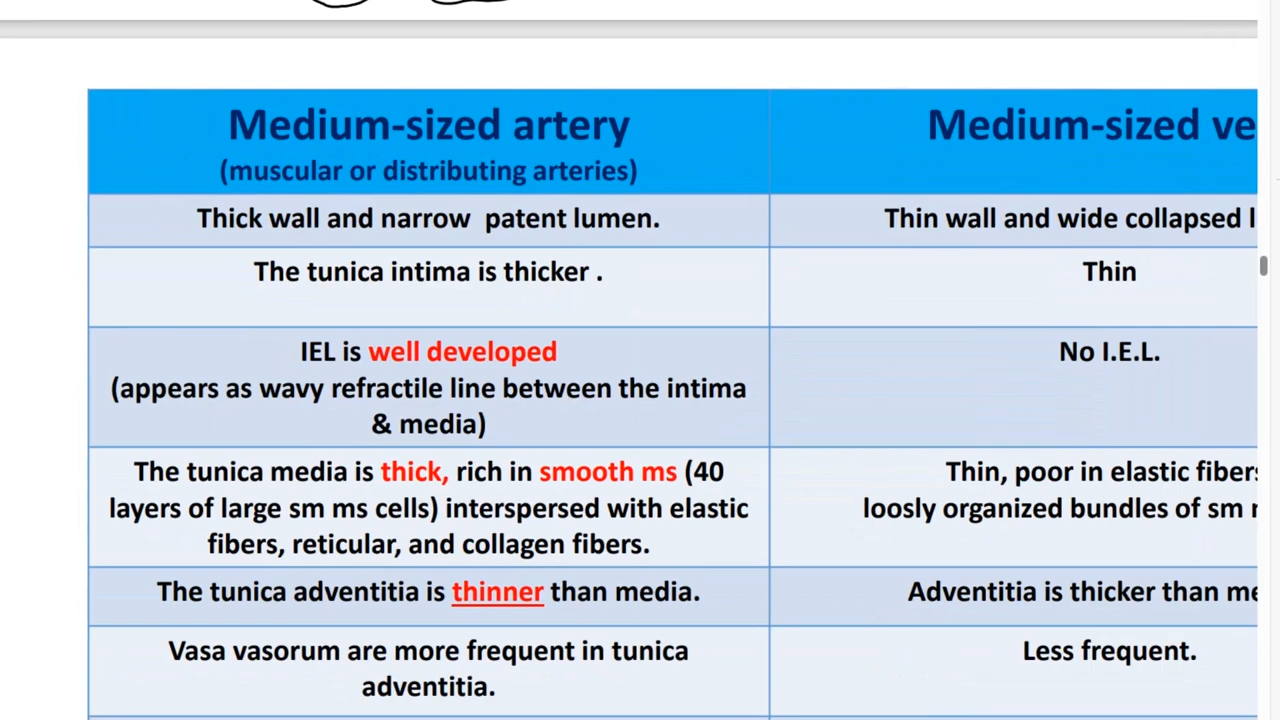 Medium-sized artery
(muscular or distributing arteries)
Medium-sized
Thick wall and narrow patent lumen.
Thin wall and wide collapsed
The tunica intima is thicker .
Thin
IEL is well developed
(appears as wavy refractile line between the intima
& media)
No I.E.L.
The tunica media is thick, rich in smooth ms (40
layers of large sm ms cells) interspersed with elastic
fibers, reticular, and collagen fibers.
Thin, poor in elastic fibers
loosly organized bundles of sm
The tunica adventitia is thinner than media.
Adventitia is thicker than
Vasa vasorum are more frequent in tunica
adventitia.
Less frequent.